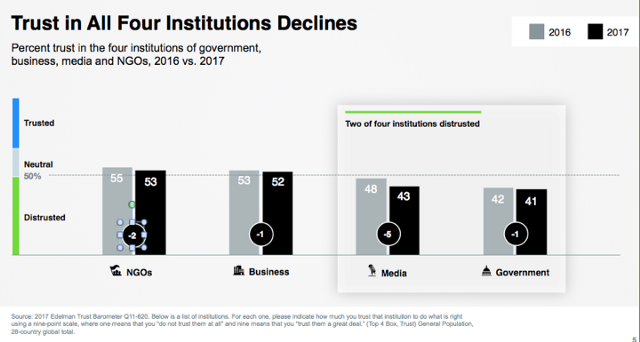 Trust in All Four Institutions Declines
Percent trust in the four institutions of government,
business, media and NGOs, 2016 vs. 2017
2016 2017
Trusted
Two of four institutions distrusted
Neutral
50%
Distrusted
55 53 53 52 48 43 42 41
-2 -1 -5 -1
NGOs Business Media Government
Source: 2017 Edelman Trust Barometer Q11-620. Below is a list of institutions. For each one, please indicate how much you trust that institution to do what is right
using a nine-point scale, where one means that you "do not trust them at all" and nine means that you "trust them a great deal." (Top 4 Box, Trust) General Population,
28-country global total.
5